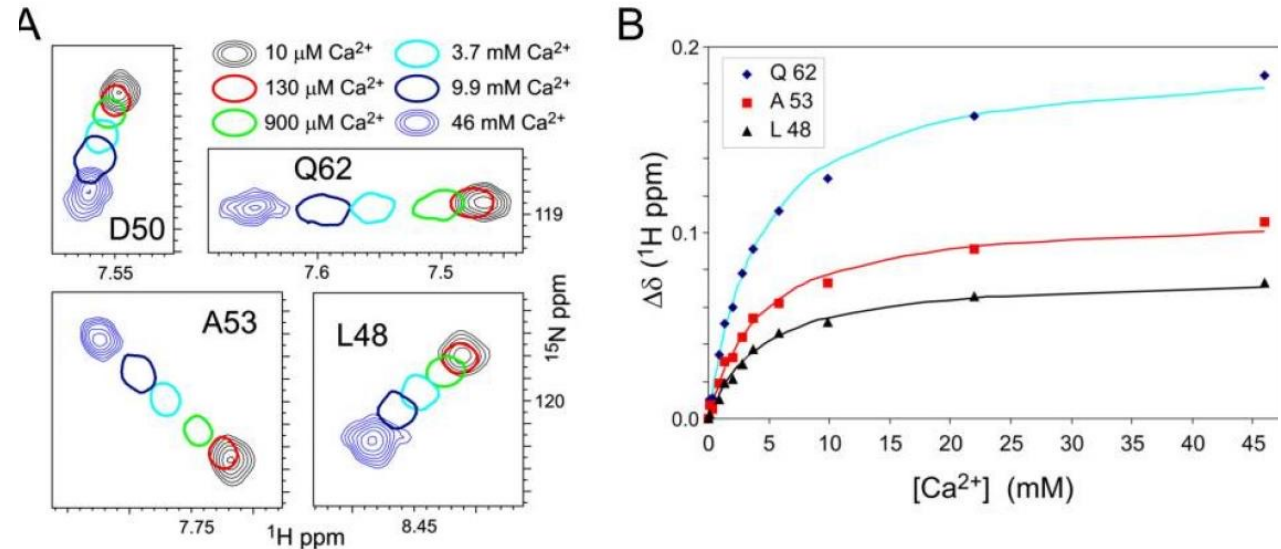 A
B
10 μM Ca²⁺
3.7 mM Ca²⁺
130 μM Ca²⁺
9.9 mM Ca²⁺
900 μM Ca²⁺
46 mM Ca²⁺
D50
7.55
Q62
119
7.6
7.5
A53
7.75
L48
8.45
120
¹⁵N ppm
¹H ppm
Q 62
A 53
L 48
0.2
0.1
0.0
0
5
10
15
20
25
30
35
40
45
Δδ (¹H ppm)
[Ca²⁺] (mM)